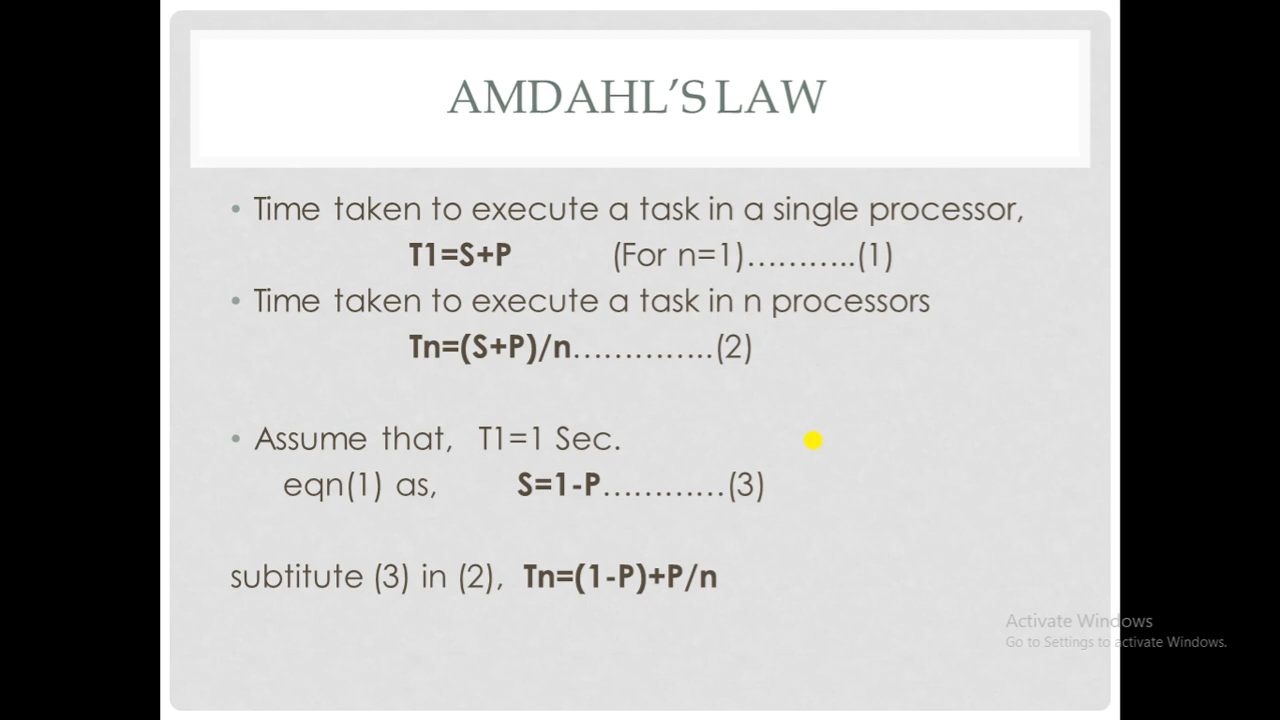 AMDAHL'S LAW
• Time taken to execute a task in a single processor,
T1=S+P (For n=1)………..(1)
• Time taken to execute a task in n processors
Tn=(S+P)/n…………..(2)
• Assume that, T1=1 Sec.
eqn(1) as, S=1-P…………(3)
subtitute (3) in (2), Tn=(1-P)+P/n
Activate Windows
Go to Settings to activate Windows.